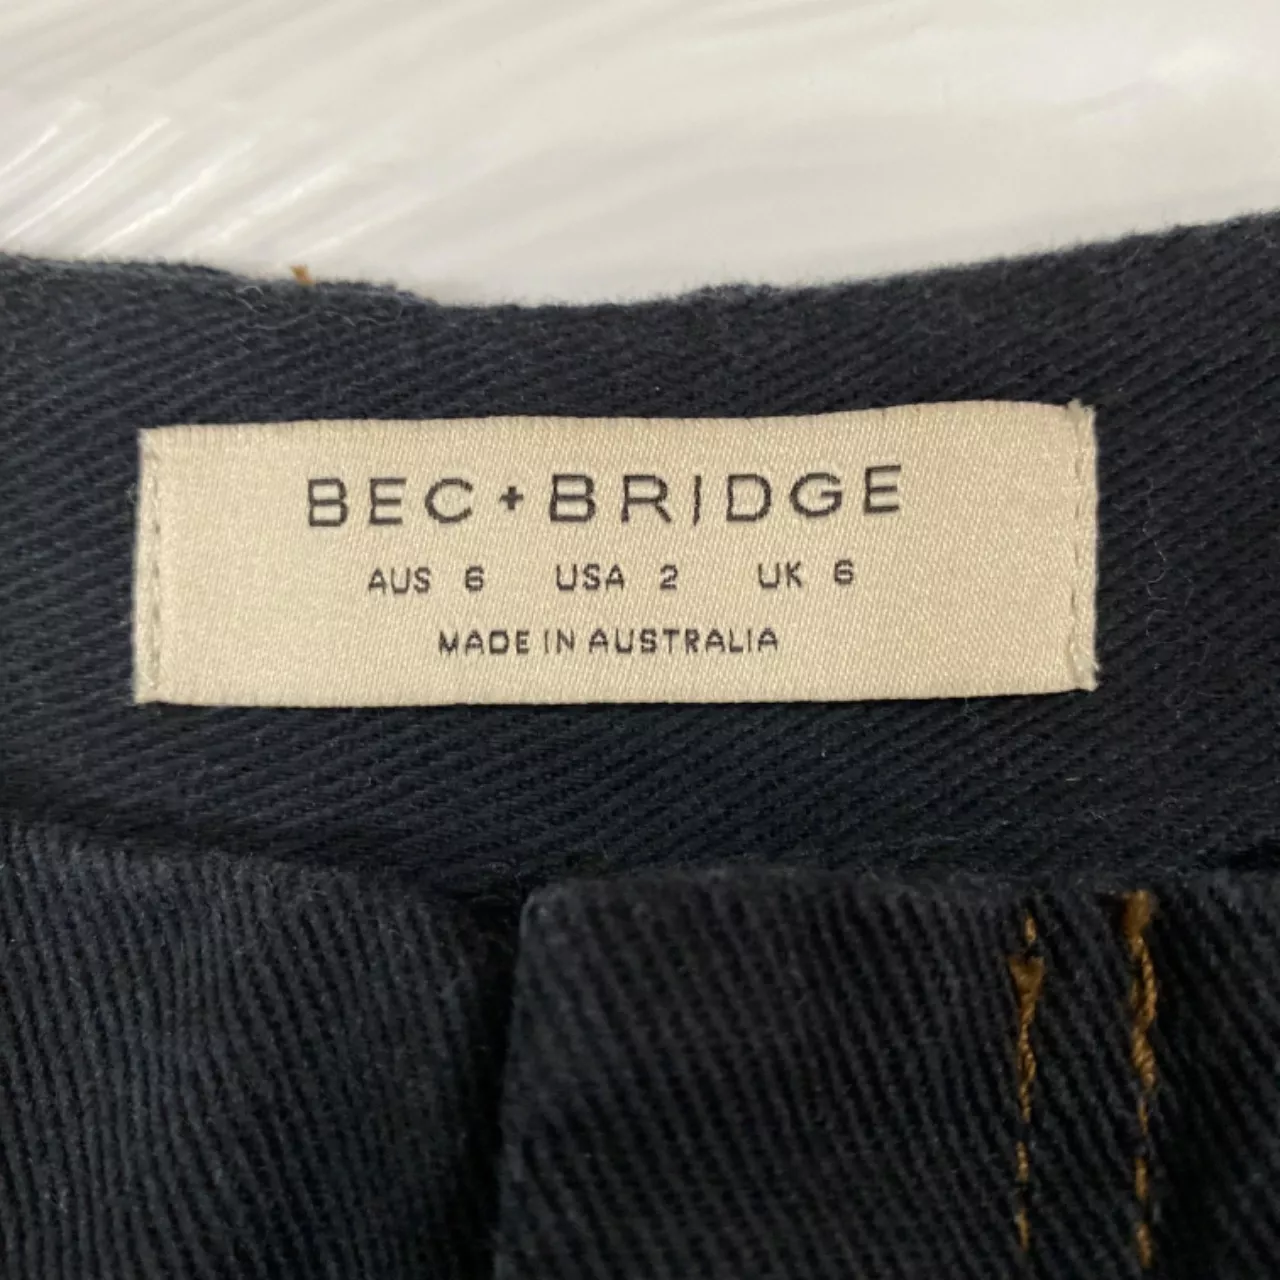 BEC+BRIDGE
AUS 6 USA 2 UK 6
MADE IN AUSTRALIA